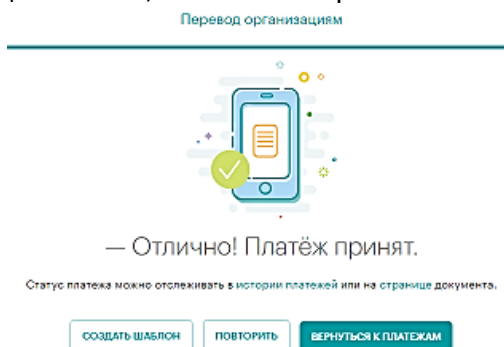 Перевод организациям
— Отлично! Платёж принят.
Статус платежа можно отслеживать в истории платежей или на странице документа.
СОЗДАТЬ ШАБЛОН ПОВТОРИТЬ ВЕРНУТЬСЯ К ПЛАТЕЖАМ